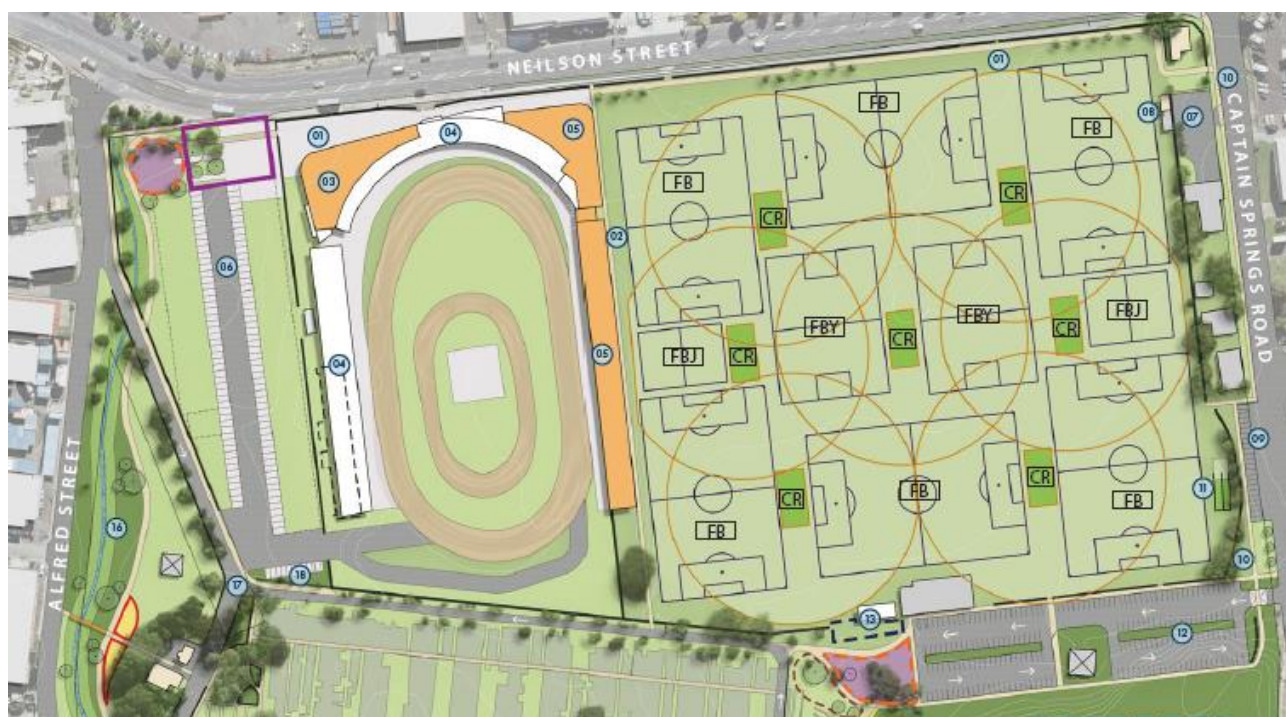 NEILSON STREET
CAPTAIN SPRINGS ROAD
ALFRED STREET
01
01
10
08
07
03
04
05
02
06
04
05
FB
FB
FB
CR
CR
FBJ
CR
FBY
CR
FBY
CR
FBJ
09
11
10
FB
CR
FB
CR
FB
16
17
18
13
12